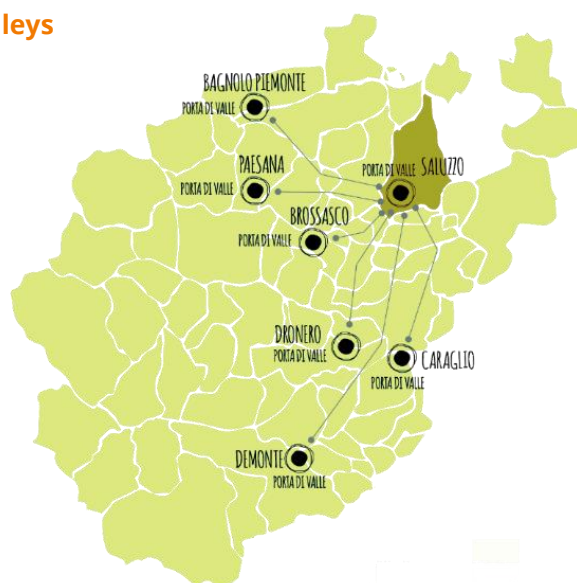 leys
BAGNOLO PIEMONTE
PORTA DI VALLE
PAESANA
PORTA DI VALLE
PORTA DI VALLE SALUZZO
BROSSASCO
PORTA DI VALLE
DRONERO
PORTA DI VALLE
CARAGLIO
PORTA DI VALLE
DEMONTE
PORTA DI VALLE